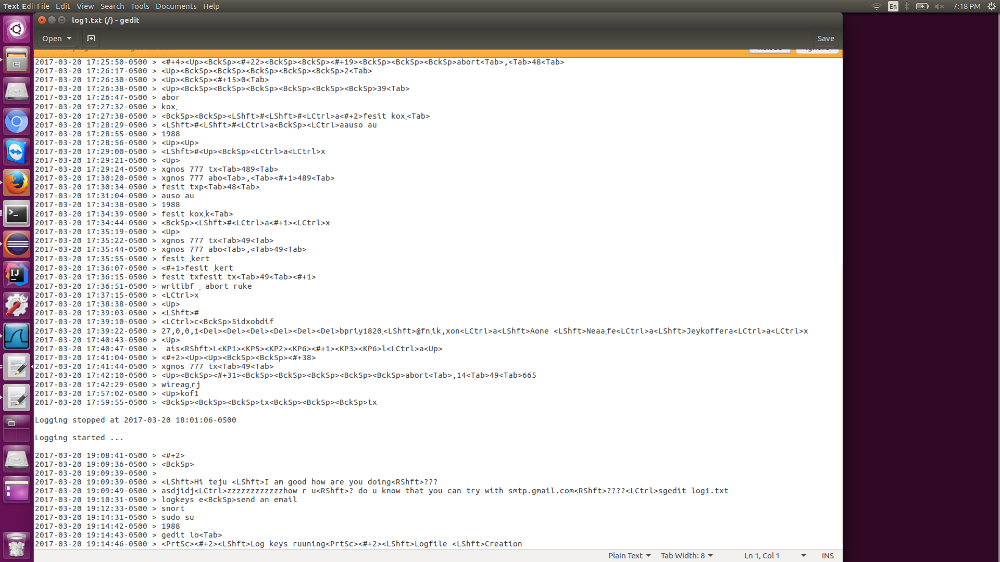 Text Edi File Edit View Search Tools Documents Help En 7:18 PM
log1.txt (/) - gedit
Open Save
2017-03-20 17:25:50-0500 > <#+4><Up><BckSp><#+22><BckSp><BckSp><#+19><BckSp><BckSp><BckSp>abort<Tab>,<Tab>48<Tab>
2017-03-20 17:26:17-0500 > <Up><BckSp><BckSp><BckSp><BckSp><BckSp>2<Tab>
2017-03-20 17:26:30-0500 > <Up><BckSp><#+15>0<Tab>
2017-03-20 17:26:38-0500 > <Up><BckSp><BckSp><BckSp><BckSp><BckSp><BckSp>39<Tab>
2017-03-20 17:26:47-0500 > abor
2017-03-20 17:27:32-0500 > kox̣
2017-03-20 17:27:38-0500 > <BckSp><BckSp><LShft>#<LShft>#<LCtrl>a<#+2>fesit kox̣<Tab>
2017-03-20 17:28:29-0500 > <LShft>#<LShft>#<LCtrl>a<BckSp><LCtrl>aauso au
2017-03-20 17:28:55-0500 > 1988
2017-03-20 17:28:56-0500 > <Up><Up>
2017-03-20 17:29:00-0500 > <LShft>#<Up><BckSp><LCtrl>a<LCtrl>x
2017-03-20 17:29:21-0500 > <Up>
2017-03-20 17:29:24-0500 > xgnos 777 tx<Tab>489<Tab>
2017-03-20 17:30:20-0500 > xgnos 777 abo<Tab>,<Tab><#+1>489<Tab>
2017-03-20 17:30:34-0500 > fesit txp<Tab>48<Tab>
2017-03-20 17:31:04-0500 > auso au
2017-03-20 17:34:38-0500 > 1988
2017-03-20 17:34:39-0500 > fesit kox̣k<Tab>
2017-03-20 17:34:44-0500 > <BckSp><LShft>#<LCtrl>a<#+1><LCtrl>x
2017-03-20 17:35:19-0500 > <Up>
2017-03-20 17:35:22-0500 > xgnos 777 tx<Tab>49<Tab>
2017-03-20 17:35:44-0500 > xgnos 777 abo<Tab>,<Tab>49<Tab>
2017-03-20 17:35:55-0500 > fesit ̣kert
2017-03-20 17:36:07-0500 > <#+1>fesit ̣kert
2017-03-20 17:36:15-0500 > fesit txfesit tx<Tab>49<Tab><#+1>
2017-03-20 17:36:51-0500 > writibf ̣ abort ruke
2017-03-20 17:37:15-0500 > <LCtrl>x
2017-03-20 17:38:38-0500 > <Up>
2017-03-20 17:39:03-0500 > <LShft>#
2017-03-20 17:39:10-0500 > <LCtrl>c<BckSp>5idxobdif
2017-03-20 17:39:22-0500 > 27,0,0,1<Del><Del><Del><Del><Del><Del>bpriy1820̣<LShft>@fṇik,xon<LCtrl>a<LShft>Aone <LShft>Neaạfe<LCtrl>a<LShft>Jeykoffera<LCtrl>a<LCtrl>x
2017-03-20 17:40:43-0500 > <Up>
2017-03-20 17:40:47-0500 >  ais<RShft>L<KP1><KP5><KP2><KP6><#+1><KP3><KP6>l<LCtrl>a<Up>
2017-03-20 17:41:04-0500 > <#+2><Up><Up><BckSp><BckSp><#+38>
2017-03-20 17:41:44-0500 > xgnos 777 tx<Tab>49<Tab>
2017-03-20 17:42:10-0500 > <Up><BckSp><#+31><BckSp><BckSp><BckSp><BckSp><BckSp>abort<Tab>,14<Tab>49<Tab>665
2017-03-20 17:42:29-0500 > wireag̣rj
2017-03-20 17:57:02-0500 > <Up>kof1
2017-03-20 17:59:55-0500 > <BckSp><BckSp><BckSp>tx<BckSp><BckSp><BckSp>tx
Logging stopped at 2017-03-20 18:01:06-0500
Logging started ...
2017-03-20 19:08:41-0500 > <#+2>
2017-03-20 19:09:36-0500 > <BckSp>
2017-03-20 19:09:39-0500 >
2017-03-20 19:09:39-0500 > <LShft>Hi teju <LShft>I am good how are you doing<RShft>???
2017-03-20 19:09:49-0500 > asdjidj<LCtrl>zzzzzzzzzzzzhow r u<RShft>? do u know that you can try with smtp.gmail.com<RShft>????<LCtrl>sgedit log1.txt
2017-03-20 19:10:31-0500 > logkeys e<BckSp>send an email
2017-03-20 19:12:33-0500 > snort
2017-03-20 19:14:31-0500 > sudo su
2017-03-20 19:14:42-0500 > 1988
2017-03-20 19:14:43-0500 > gedit lo<Tab>
2017-03-20 19:14:46-0500 > <PrtSc><#+2><LShft>Log keys ruuning<PrtSc><#+2><LShft>Logfile <LShft>Creation
Plain Text Tab Width: 8 Ln 1, Col 1 INS